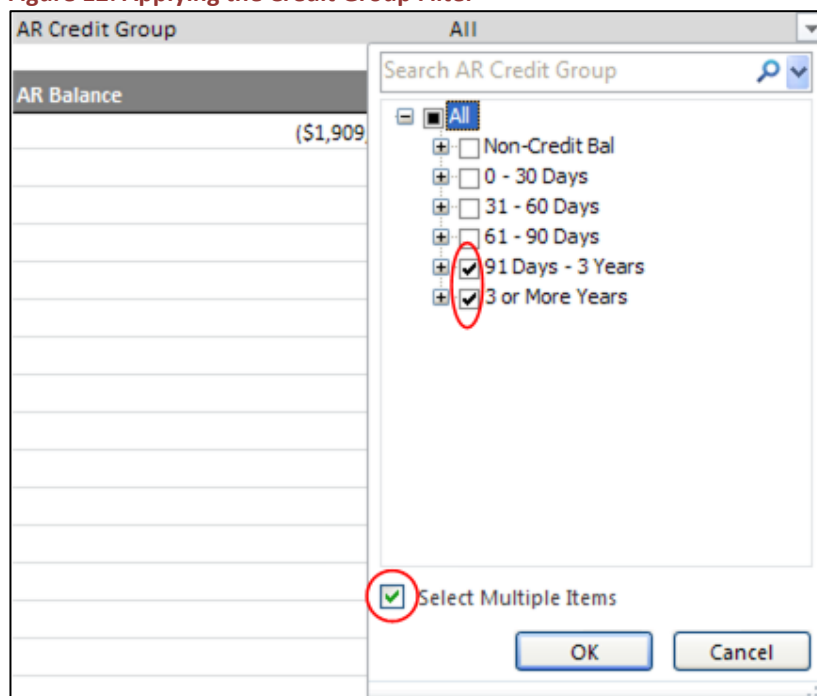 AR Credit Group All
Search AR Credit Group
AR Balance
($1,909,
All
Non-Credit Bal
0 - 30 Days
31 - 60 Days
61 - 90 Days
91 Days - 3 Years
3 or More Years
Select Multiple Items
OK Cancel